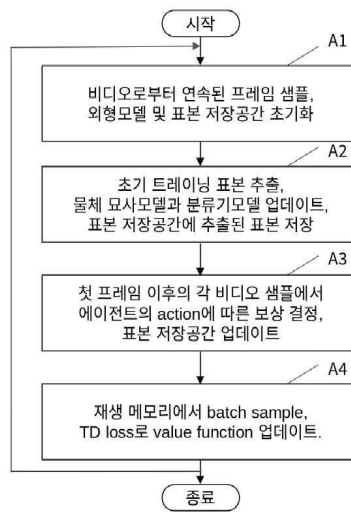 시작
A1
비디오로부터 연속된 프레임 샘플,
외형모델 및 표본 저장공간 초기화
A2
초기 트레이닝 표본 추출,
물체 묘사모델과 분류기모델 업데이트,
표본 저장공간에 추출된 표본 저장
A3
첫 프레임 이후의 각 비디오 샘플에서
에이전트의 action에 따른 보상 결정,
표본 저장공간 업데이트
A4
재생 메모리에서 batch sample,
TD loss로 value function 업데이트.
종료